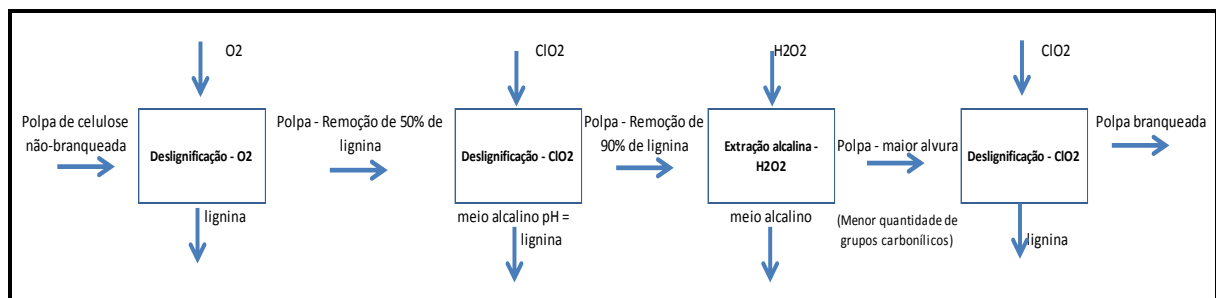 O2
ClO2
H2O2
ClO2
Polpa de celulose
não-branqueada
Deslignificação - O2
Polpa - Remoção de 50% de
lignina
Deslignificação - ClO2
Polpa - Remoção de
90% de lignina
Extração alcalina -
H2O2
Polpa - maior alvura
Deslignificação - ClO2
Polpa branqueada
lignina
meio alcalino pH =
lignina
meio alcalino
(Menor quantidade de
grupos carbonílicos)
lignina